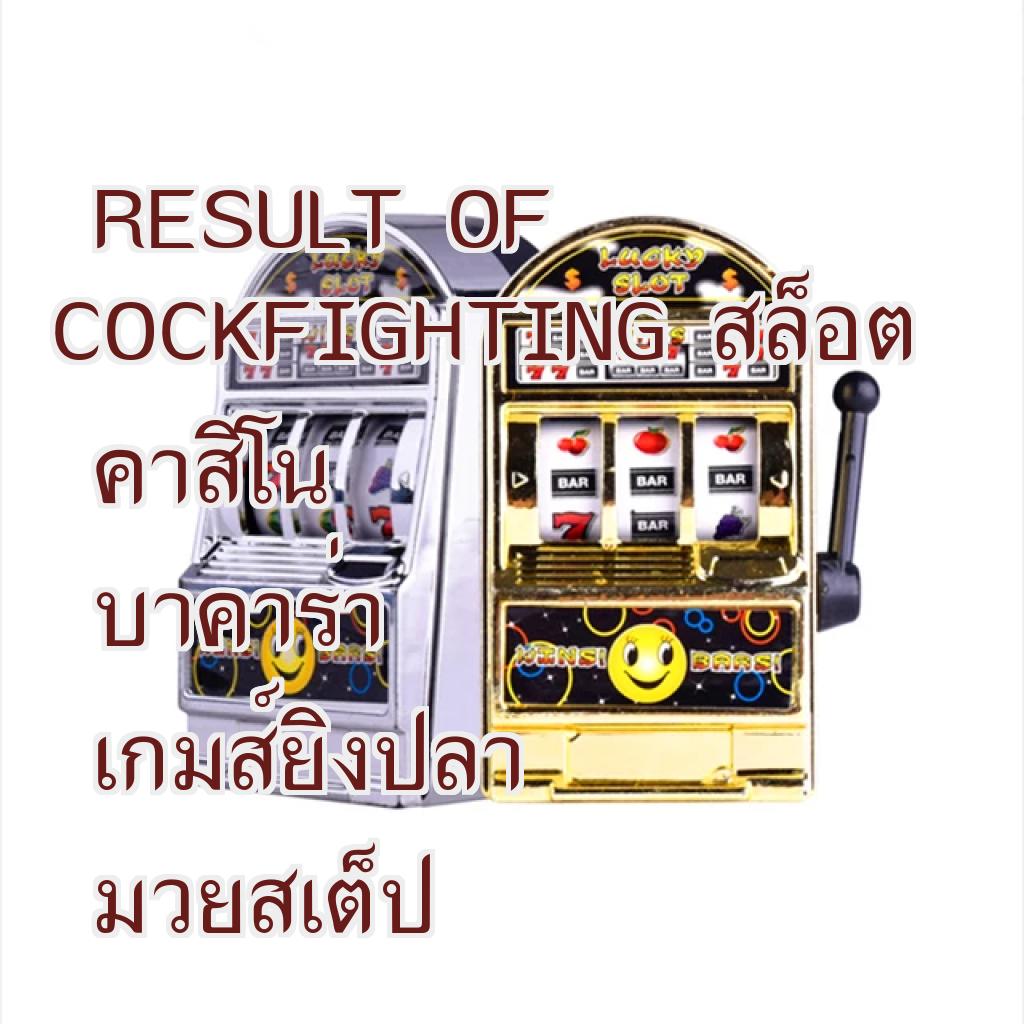 RESULT OF
COCKFIGHTING สล็อต
คาสิโน
บาคาร่า
เกมส์ยิงปลา
มวยสเต็ป
LUCKY
SLOT
LUCKY
SLOT
BAR BAR BAR
BAR
WINS! BARS!
WINS! BARS!